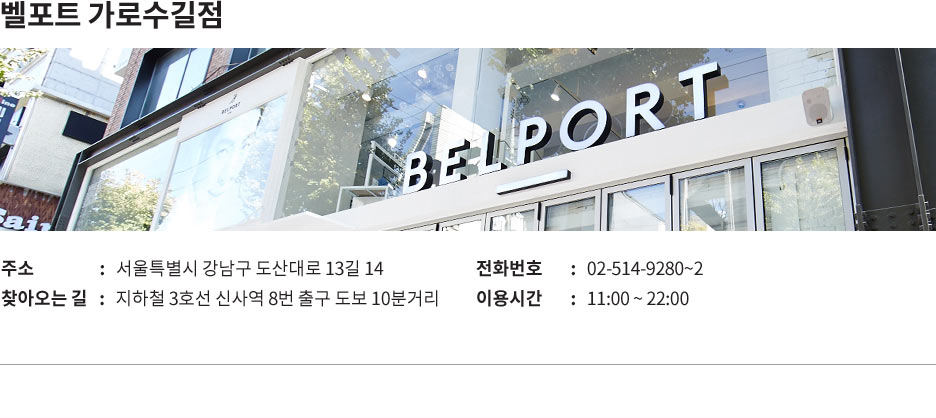 벨포트 가로수길점
BELPORT
BELPORT
주소 : 서울특별시 강남구 도산대로 13길 14
전화번호 : 02-514-9280~2
찾아오는 길 : 지하철 3호선 신사역 8번 출구 도보 10분거리
이용시간 : 11:00 ~ 22:00